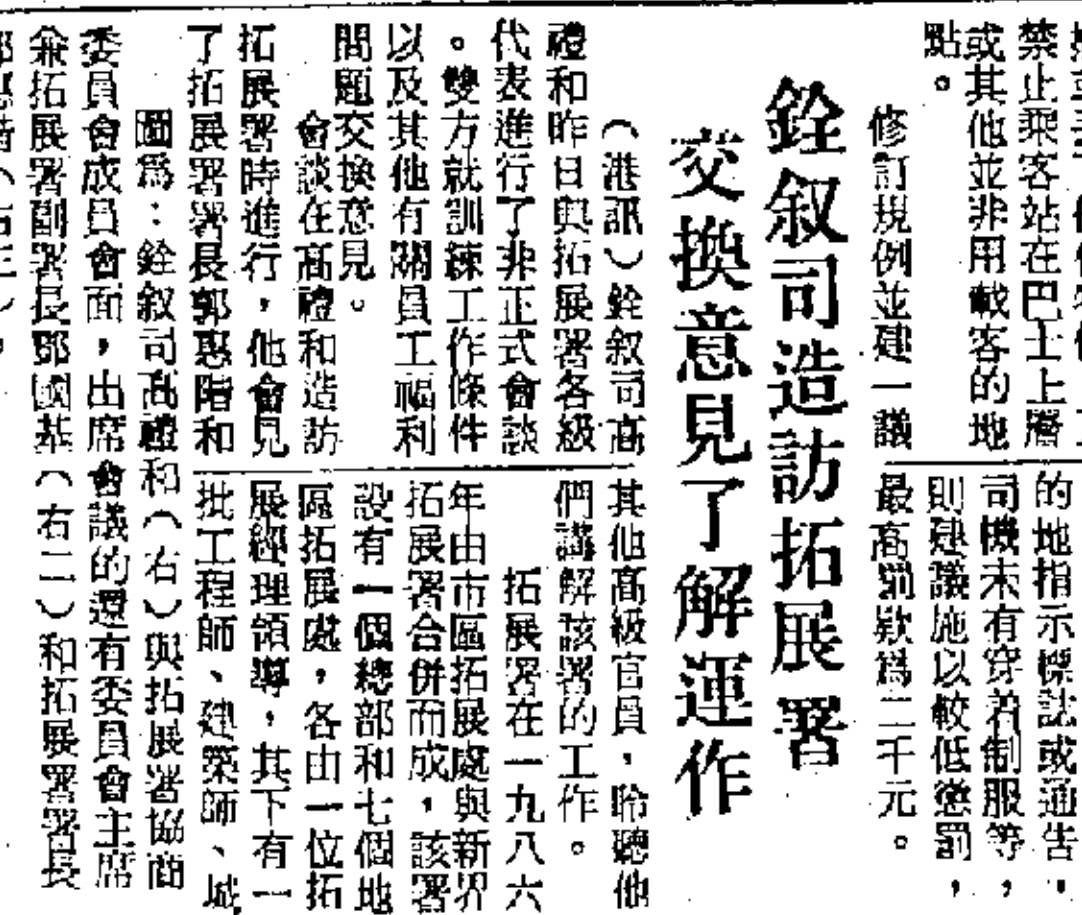 禁止乘客站在巴士上層
或其他並非用載客的地
點。
修訂規例並建一議
的地指示標誌或通告，
司機未有穿着制服等，
則建議施以較低懲罰，
最高罰欵爲二千元。
銓叙司造訪拓展署
交換意見了解運作
（港訊）銓叙司高
禮和昨日與拓展署各級
代表進行了非正式會談
。雙方就訓練工作條件
以及其他有關員工福利
問題交換意見。
會談在高禮和造訪
拓展署時進行，他會見
了拓展署署長郭惠階和
其他高級官員，聆聽他
們講解該署的工作。
拓展署在一九八六
年由市區拓展處與新界
拓展署合併而成，該署
設有一個總部和七個地
區拓展處，各由一位拓
展經理領導，其下有一
批工程師、建築師、城
圖爲：銓叙司高禮和（右）與拓展署協商
委員會成員會面，出席會議的還有委員會主席
兼拓展署副署長鄧國基（右二）和拓展署署長